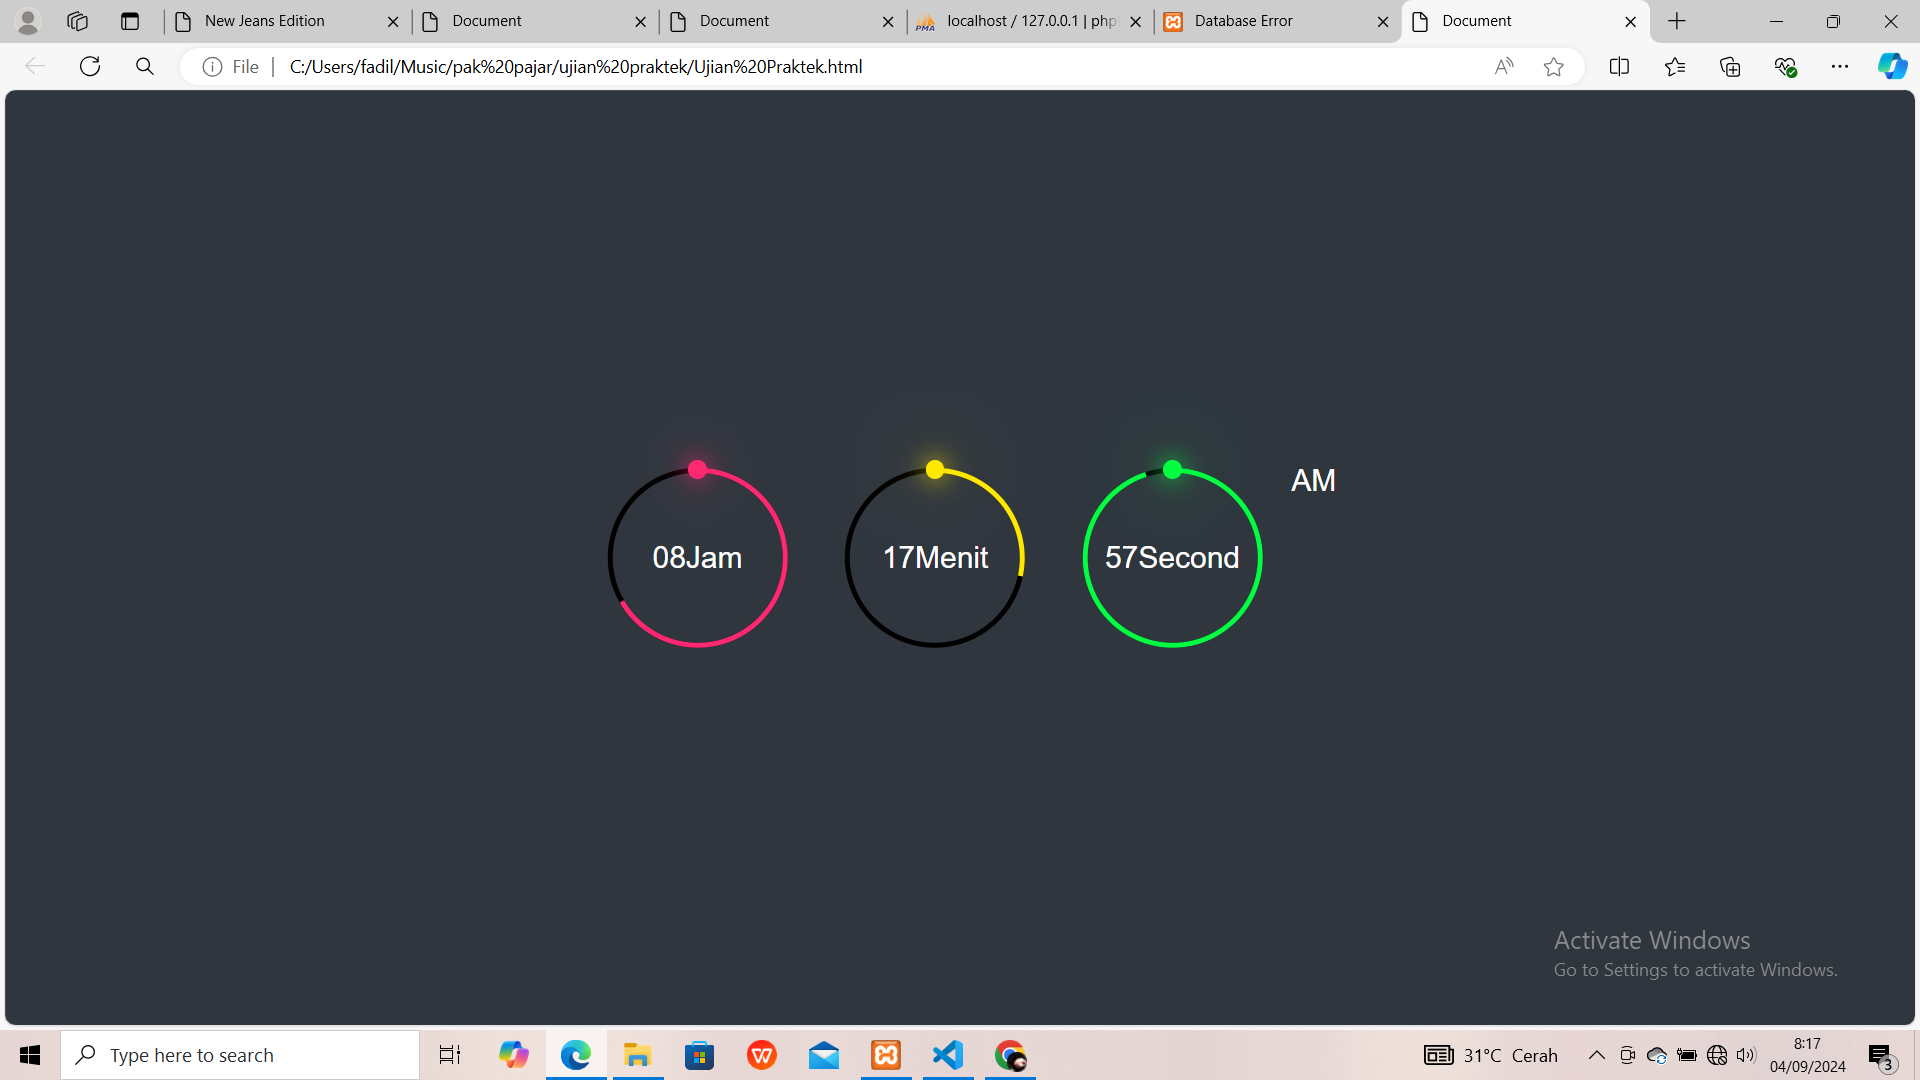 New Jeans Edition
Document
Document
localhost / 127.0.0.1 | php
Database Error
Document
File
C:/Users/fadil/Music/pak%20pajar/ujian%20praktek/Ujian%20Praktek.html
AM
08Jam
17Menit
57Second
Activate Windows
Go to Settings to activate Windows.
Type here to search
31°C Cerah
8:17
04/09/2024
3